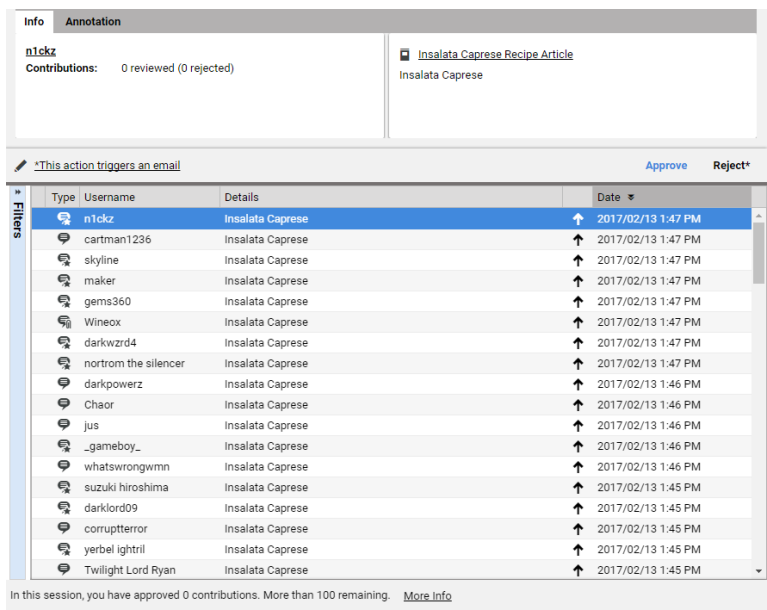 Info Annotation
n1ckz
Contributions: 0 reviewed (0 rejected)
Insalata Caprese Recipe Article
Insalata Caprese
*This action triggers an email Approve Reject*
Filters
Type Username Details Date
n1ckz Insalata Caprese 2017/02/13 1:47 PM
cartman1236 Insalata Caprese 2017/02/13 1:47 PM
skyline Insalata Caprese 2017/02/13 1:47 PM
maker Insalata Caprese 2017/02/13 1:47 PM
gems360 Insalata Caprese 2017/02/13 1:47 PM
Wineox Insalata Caprese 2017/02/13 1:47 PM
darkwzrd4 Insalata Caprese 2017/02/13 1:47 PM
nortrom the silencer Insalata Caprese 2017/02/13 1:47 PM
darkpowerz Insalata Caprese 2017/02/13 1:46 PM
Chaor Insalata Caprese 2017/02/13 1:46 PM
jus Insalata Caprese 2017/02/13 1:46 PM
_gameboy_ Insalata Caprese 2017/02/13 1:46 PM
whatswrongwmn Insalata Caprese 2017/02/13 1:46 PM
suzuki hiroshima Insalata Caprese 2017/02/13 1:45 PM
darklord09 Insalata Caprese 2017/02/13 1:45 PM
corruptterror Insalata Caprese 2017/02/13 1:45 PM
yerbel ightril Insalata Caprese 2017/02/13 1:45 PM
Twilight Lord Ryan Insalata Caprese 2017/02/13 1:45 PM
In this session, you have approved 0 contributions. More than 100 remaining. More Info